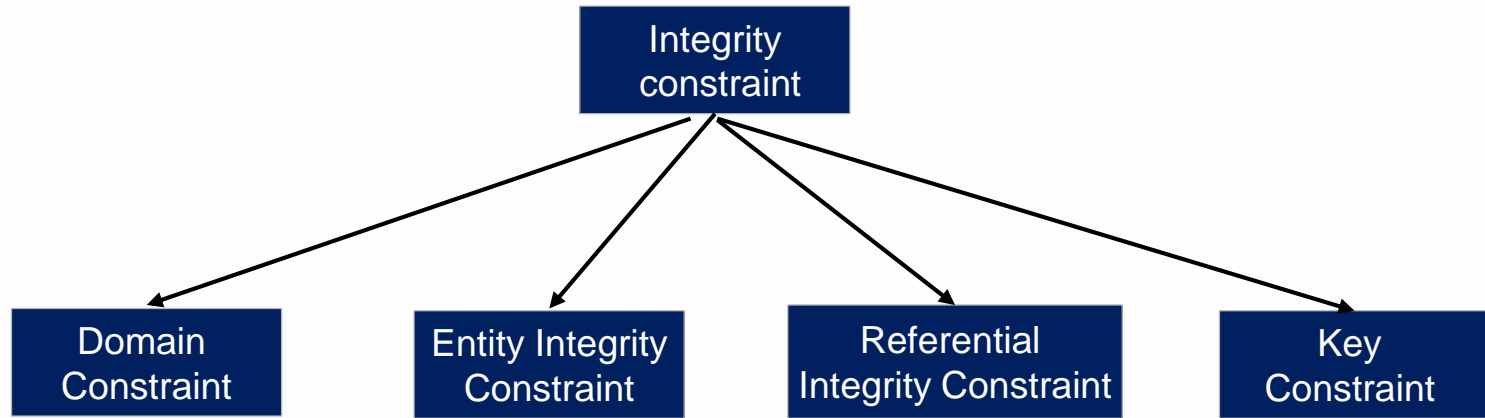 Integrity
constraint
Domain
Constraint
Entity Integrity
Constraint
Referential
Integrity Constraint
Key
Constraint